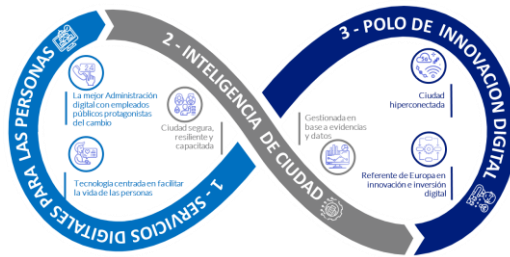 1 - SERVICIOS DIGITALES PARA LAS PERSONAS
La mejor Administración
digital con empleados
públicos protagonistas
del cambio
Tecnología centrada en facilitar
la vida de las personas
2 - INTELIGENCIA DE CIUDAD
Ciudad segura,
resiliente y
capacitada
Gestionada en
base a evidencias
y datos
3 - POLO DE INNOVACION DIGITAL
Ciudad
hiperconectada
Referente de Europa en
innovación e inversión
digital